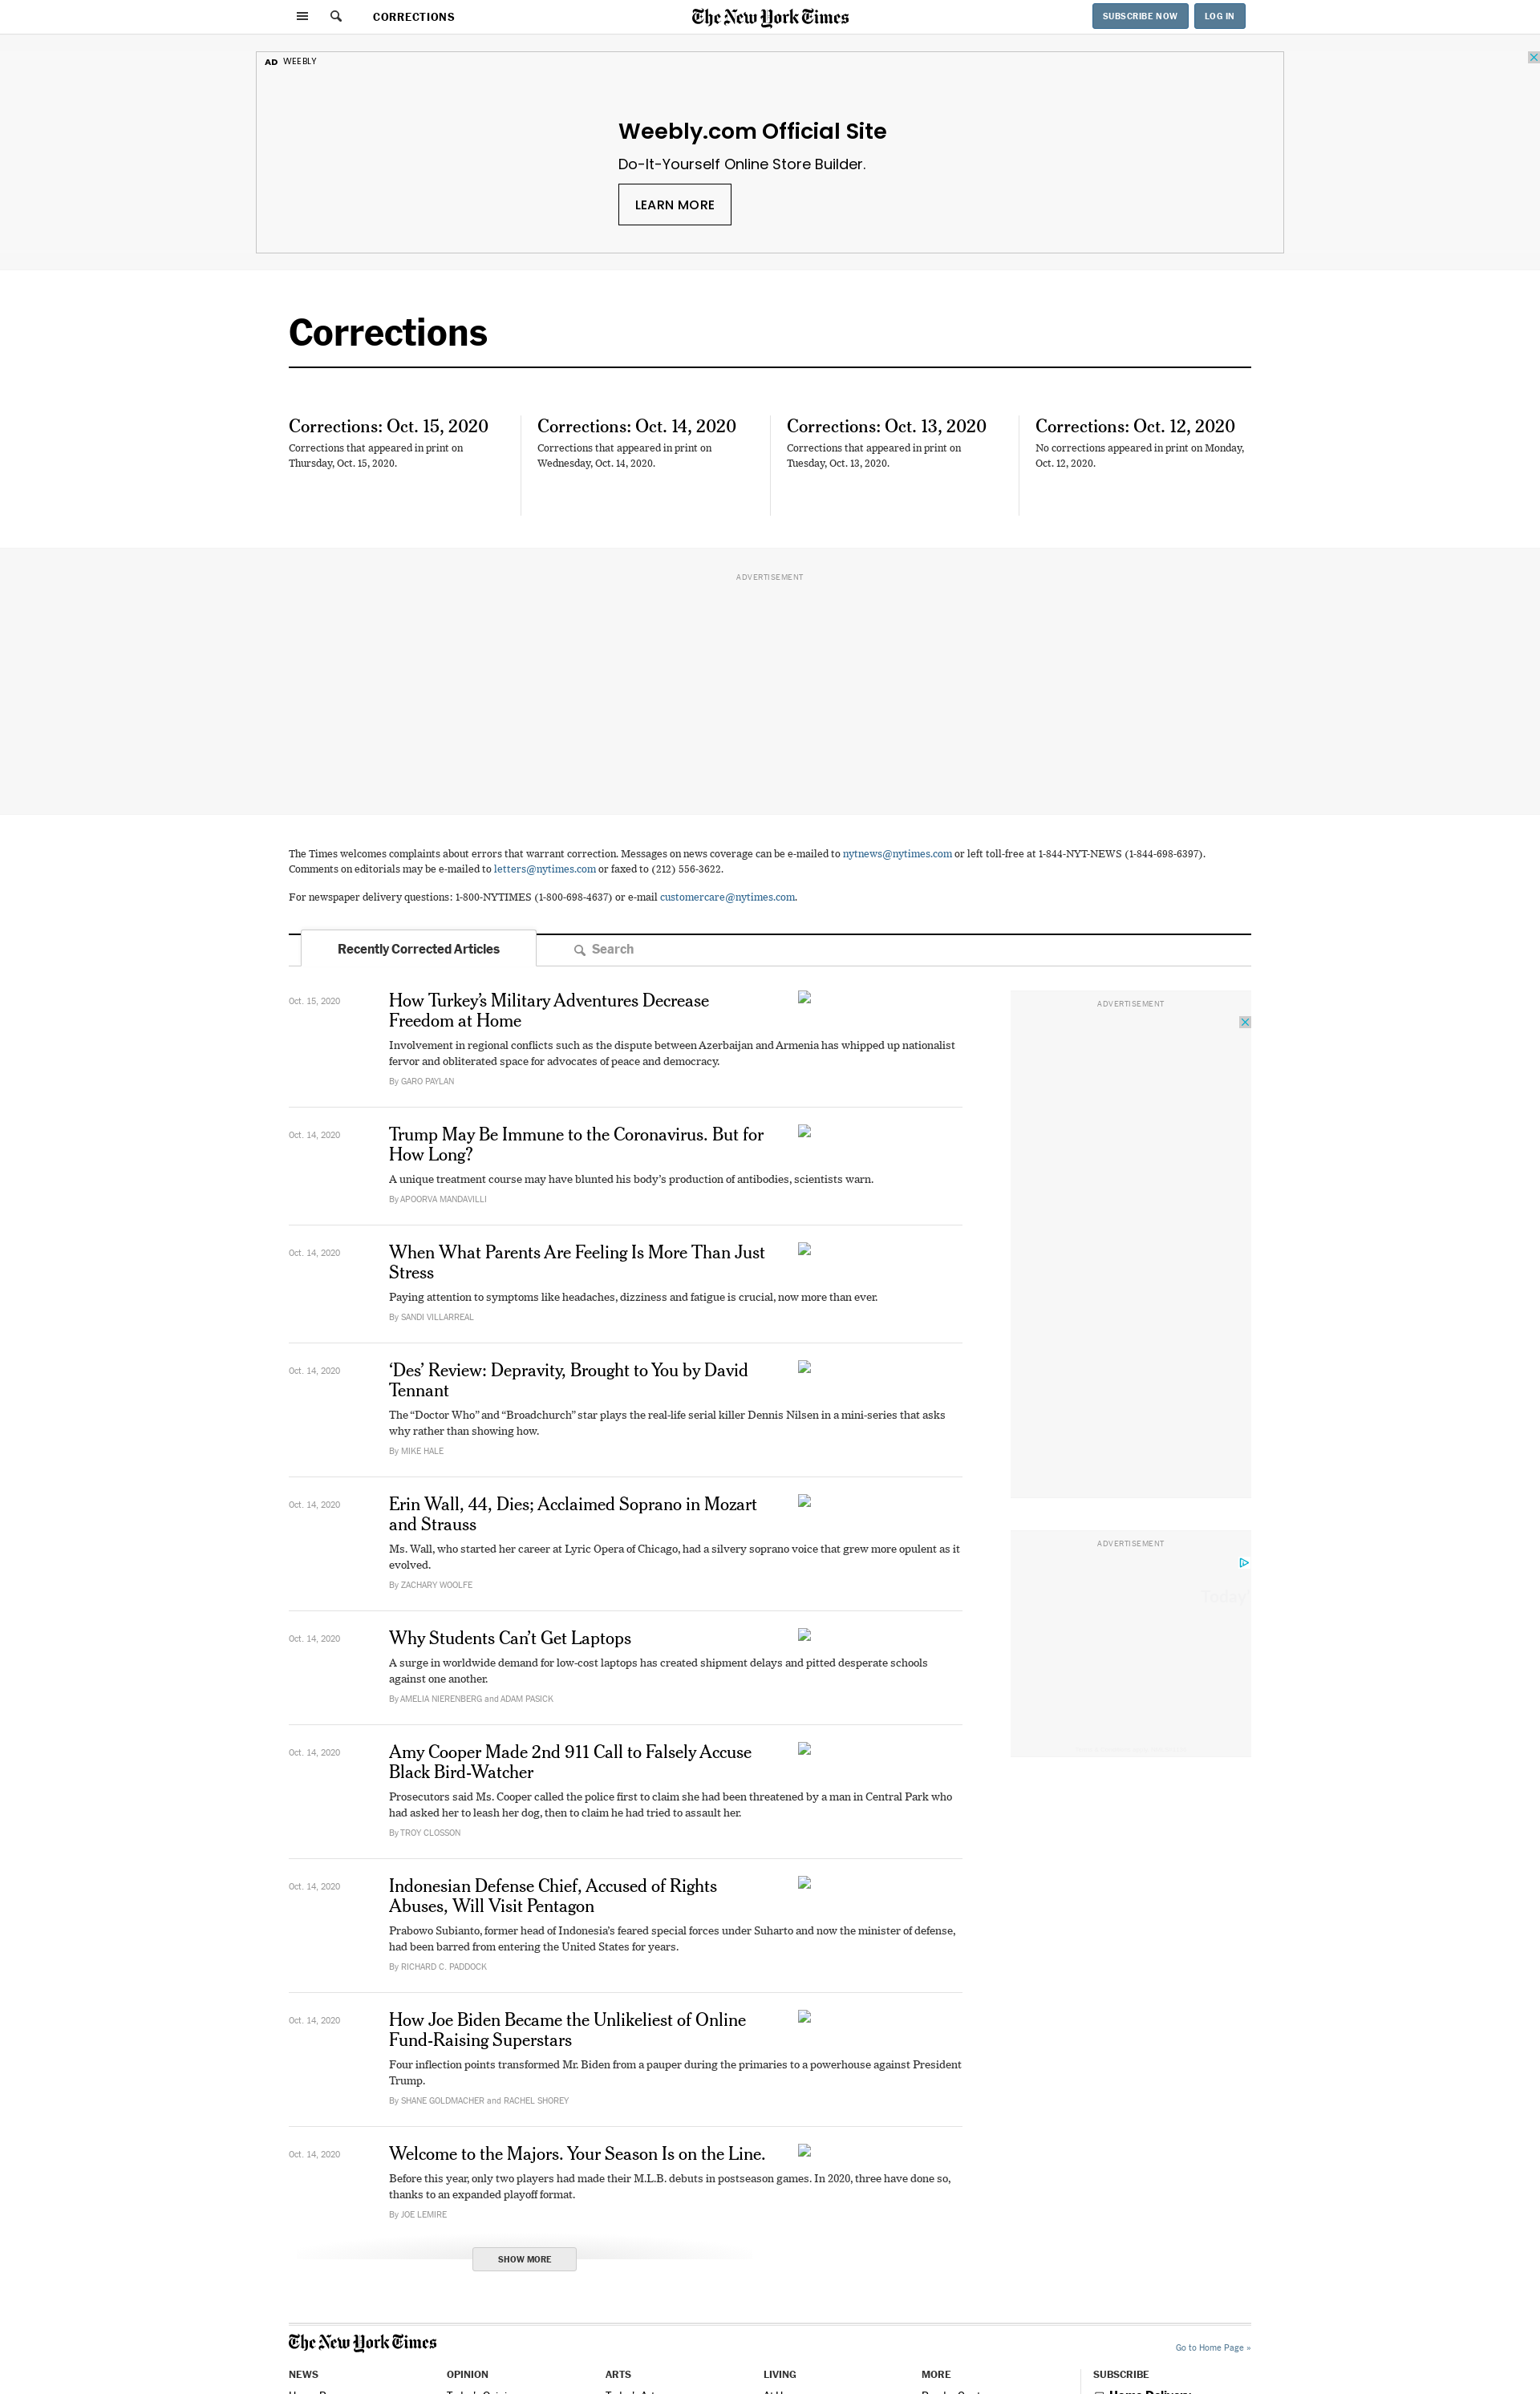 CORRECTIONS
The New York Times
SUBSCRIBE NOW
LOG IN
AD WEEBLY
Weebly.com Official Site
Do-It-Yourself Online Store Builder.
LEARN MORE
Corrections
Corrections: Oct. 15, 2020
Corrections that appeared in print on
Thursday, Oct. 15, 2020.
Corrections: Oct. 14, 2020
Corrections that appeared in print on
Wednesday, Oct. 14, 2020.
Corrections: Oct. 13, 2020
Corrections that appeared in print on
Tuesday, Oct. 13, 2020.
Corrections: Oct. 12, 2020
No corrections appeared in print on Monday,
Oct. 12, 2020.
ADVERTISEMENT
The Times welcomes complaints about errors that warrant correction. Messages on news coverage can be e-mailed to nytnews@nytimes.com or left toll-free at 1-844-NYT-NEWS (1-844-698-6397).
Comments on editorials may be e-mailed to letters@nytimes.com or faxed to (212) 556-3622.
For newspaper delivery questions: 1-800-NYTIMES (1-800-698-4637) or e-mail customercare@nytimes.com.
Recently Corrected Articles
Search
Oct. 15, 2020
How Turkey’s Military Adventures Decrease
Freedom at Home
Involvement in regional conflicts such as the dispute between Azerbaijan and Armenia has whipped up nationalist
fervor and obliterated space for advocates of peace and democracy.
By GARO PAYLAN
ADVERTISEMENT
Oct. 14, 2020
Trump May Be Immune to the Coronavirus. But for
How Long?
A unique treatment course may have blunted his body’s production of antibodies, scientists warn.
By APOORVA MANDAVILLI
Oct. 14, 2020
When What Parents Are Feeling Is More Than Just
Stress
Paying attention to symptoms like headaches, dizziness and fatigue is crucial, now more than ever.
By SANDI VILLARREAL
Oct. 14, 2020
‘Des’ Review: Depravity, Brought to You by David
Tennant
The “Doctor Who” and “Broadchurch” star plays the real-life serial killer Dennis Nilsen in a mini-series that asks
why rather than showing how.
By MIKE HALE
Oct. 14, 2020
Erin Wall, 44, Dies; Acclaimed Soprano in Mozart
and Strauss
Ms. Wall, who started her career at Lyric Opera of Chicago, had a silvery soprano voice that grew more opulent as it
evolved.
By ZACHARY WOOLFE
ADVERTISEMENT
Today
Oct. 14, 2020
Why Students Can’t Get Laptops
A surge in worldwide demand for low-cost laptops has created shipment delays and pitted desperate schools
against one another.
By AMELIA NIERENBERG and ADAM PASICK
Oct. 14, 2020
Amy Cooper Made 2nd 911 Call to Falsely Accuse
Black Bird-Watcher
Prosecutors said Ms. Cooper called the police first to claim she had been threatened by a man in Central Park who
had asked her to leash her dog, then to claim he had tried to assault her.
By TROY CLOSSON
Oct. 14, 2020
Indonesian Defense Chief, Accused of Rights
Abuses, Will Visit Pentagon
Prabowo Subianto, former head of Indonesia’s feared special forces under Suharto and now the minister of defense,
had been barred from entering the United States for years.
By RICHARD C. PADDOCK
Oct. 14, 2020
How Joe Biden Became the Unlikeliest of Online
Fund-Raising Superstars
Four inflection points transformed Mr. Biden from a pauper during the primaries to a powerhouse against President
Trump.
By SHANE GOLDMACHER and RACHEL SHOREY
Oct. 14, 2020
Welcome to the Majors. Your Season Is on the Line.
Before this year, only two players had made their M.L.B. debuts in postseason games. In 2020, three have done so,
thanks to an expanded playoff format.
By JOE LEMIRE
SHOW MORE
The New York Times
Go to Home Page »
NEWS
OPINION
ARTS
LIVING
MORE
SUBSCRIBE